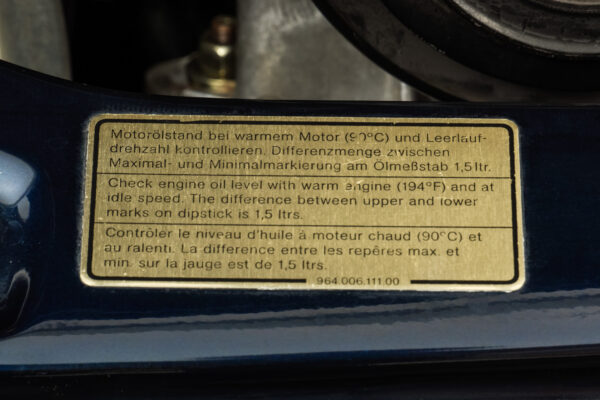 Motorölstand bei warmem Motor (90°C) und Leerlauf-
drehzahl kontrollieren. Differenzmenge zwischen
Maximal- und Minimalmarkierung am Ölmeßstab 1,5 ltr.
Check engine oil level with warm engine (194°F) and at
idle speed. The difference between upper and lower
marks on dipstick is 1,5 ltrs.
Contrôler le niveau d'huile à moteur chaud (90°C) et
au ralenti. La difference entre les repêres max. et
min. sur la jauge est de 1,5 ltrs.
964.006.111.00